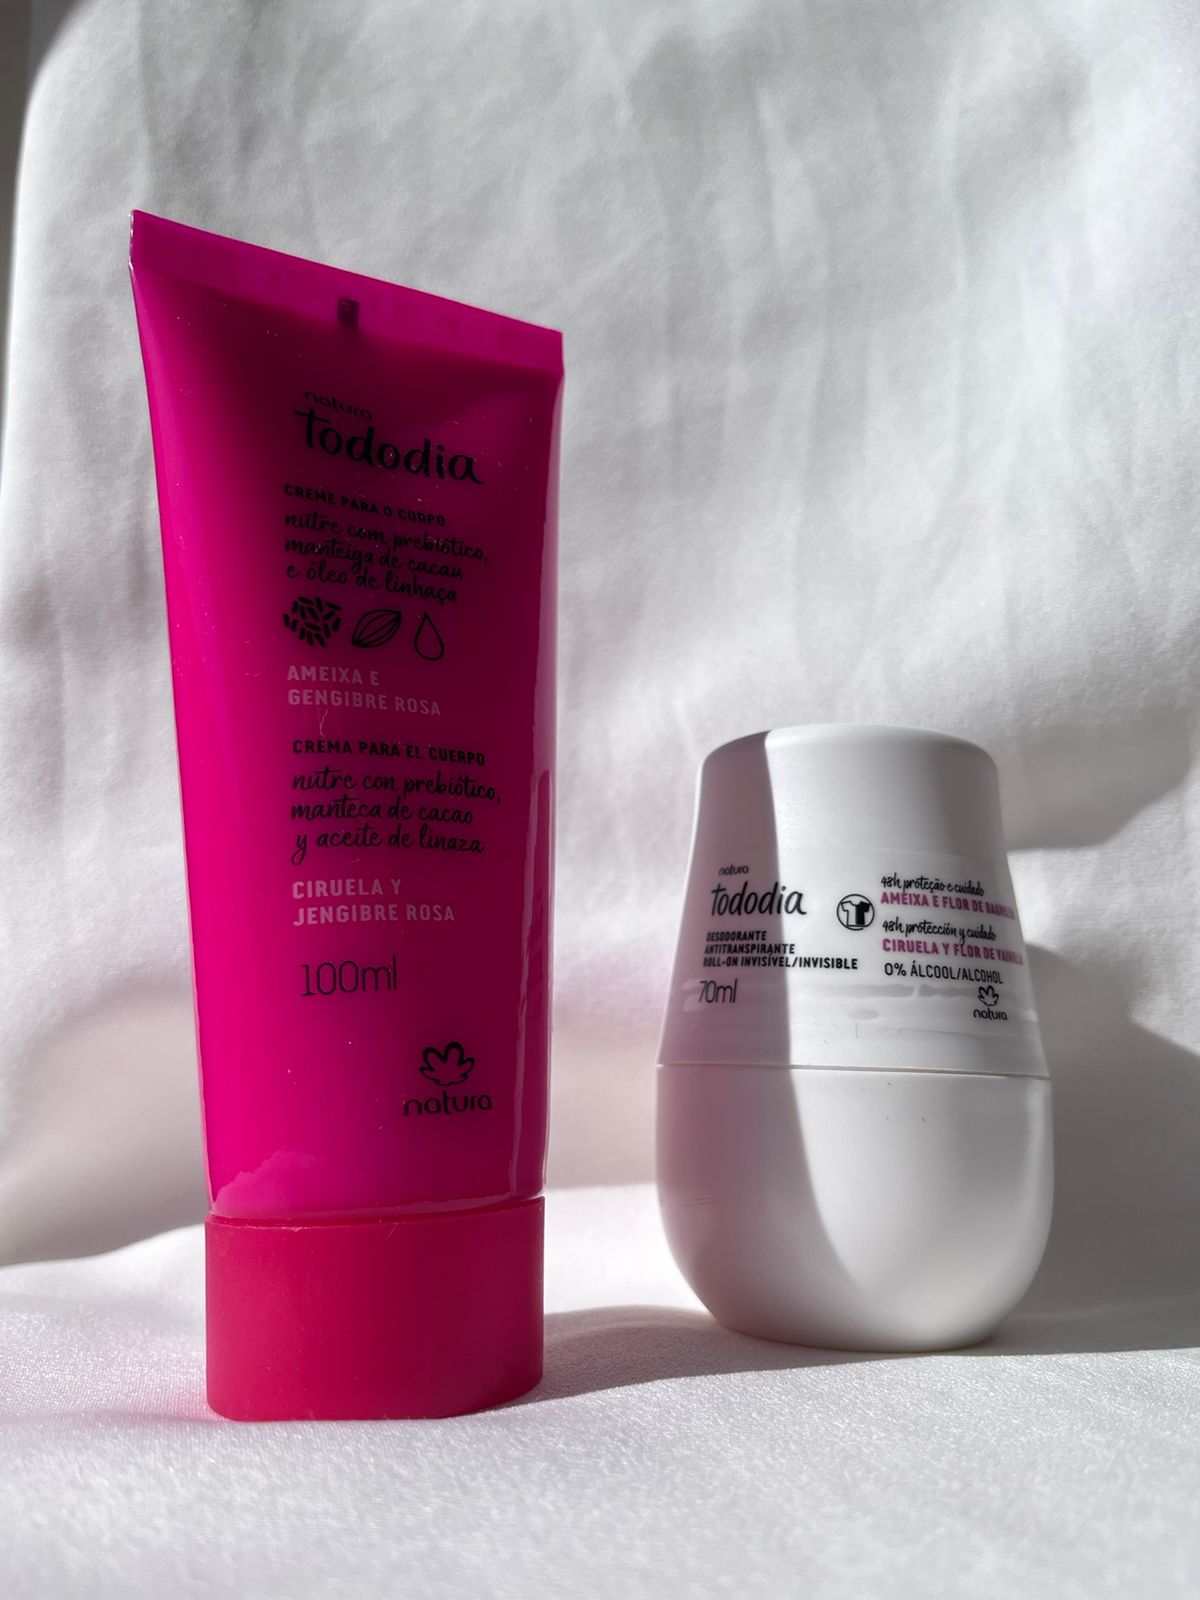 natura
Tododia
CREME PARA O CORPO
nutre com prebiótico,
manteiga de cacau
e óleo de linhaça
AMEIXA E
GENGIBRE ROSA
CREMA PARA EL CUERPO
nutre con prebiótico,
manteca de cacao
y aceite de linaza
CIRUELA Y
JENGIBRE ROSA
100ml
natura
natura
Tododia
DESODORANTE
ANTITRANSPIRANTE
ROLL-ON INVISÍVEL/INVISIBLE
70ml
48h proteção e cuidado
AMEIXA E FLOR DE BAUNILHA
48h protección y cuidado
CIRUELA Y FLOR DE VAINILLA
0% ÁLCOOL/ALCOHOL
natura